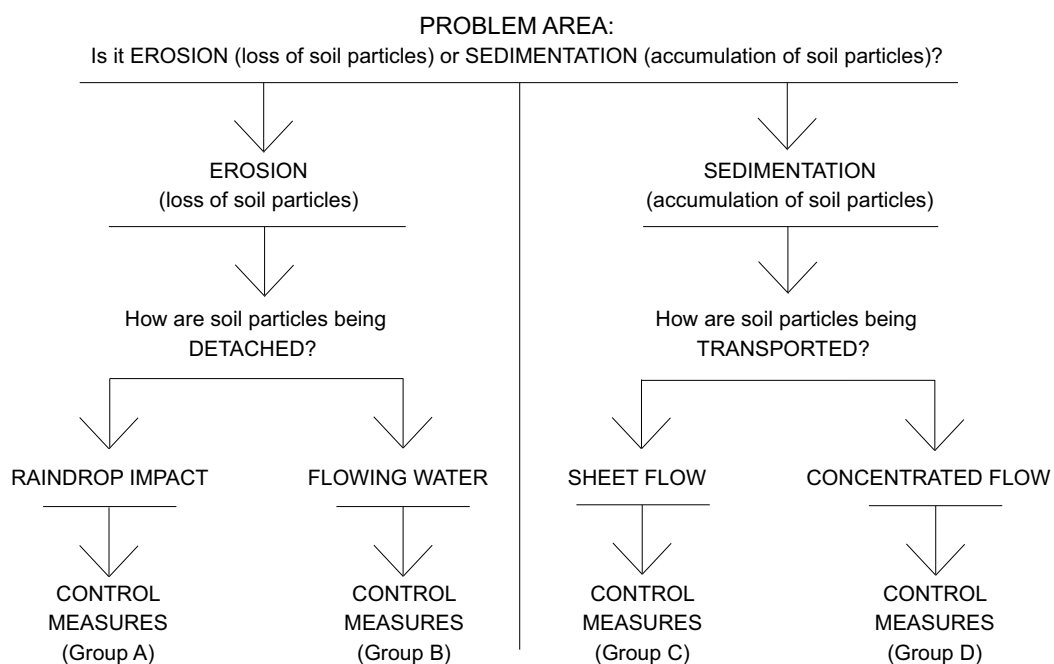 PROBLEM AREA:
Is it EROSION (loss of soil particles) or SEDIMENTATION (accumulation of soil particles)?
EROSION
(loss of soil particles)
How are soil particles being
DETACHED?
RAINDROP IMPACT
CONTROL
MEASURES
(Group A)
FLOWING WATER
CONTROL
MEASURES
(Group B)
SEDIMENTATION
(accumulation of soil particles)
How are soil particles being
TRANSPORTED?
SHEET FLOW
CONTROL
MEASURES
(Group C)
CONCENTRATED FLOW
CONTROL
MEASURES
(Group D)